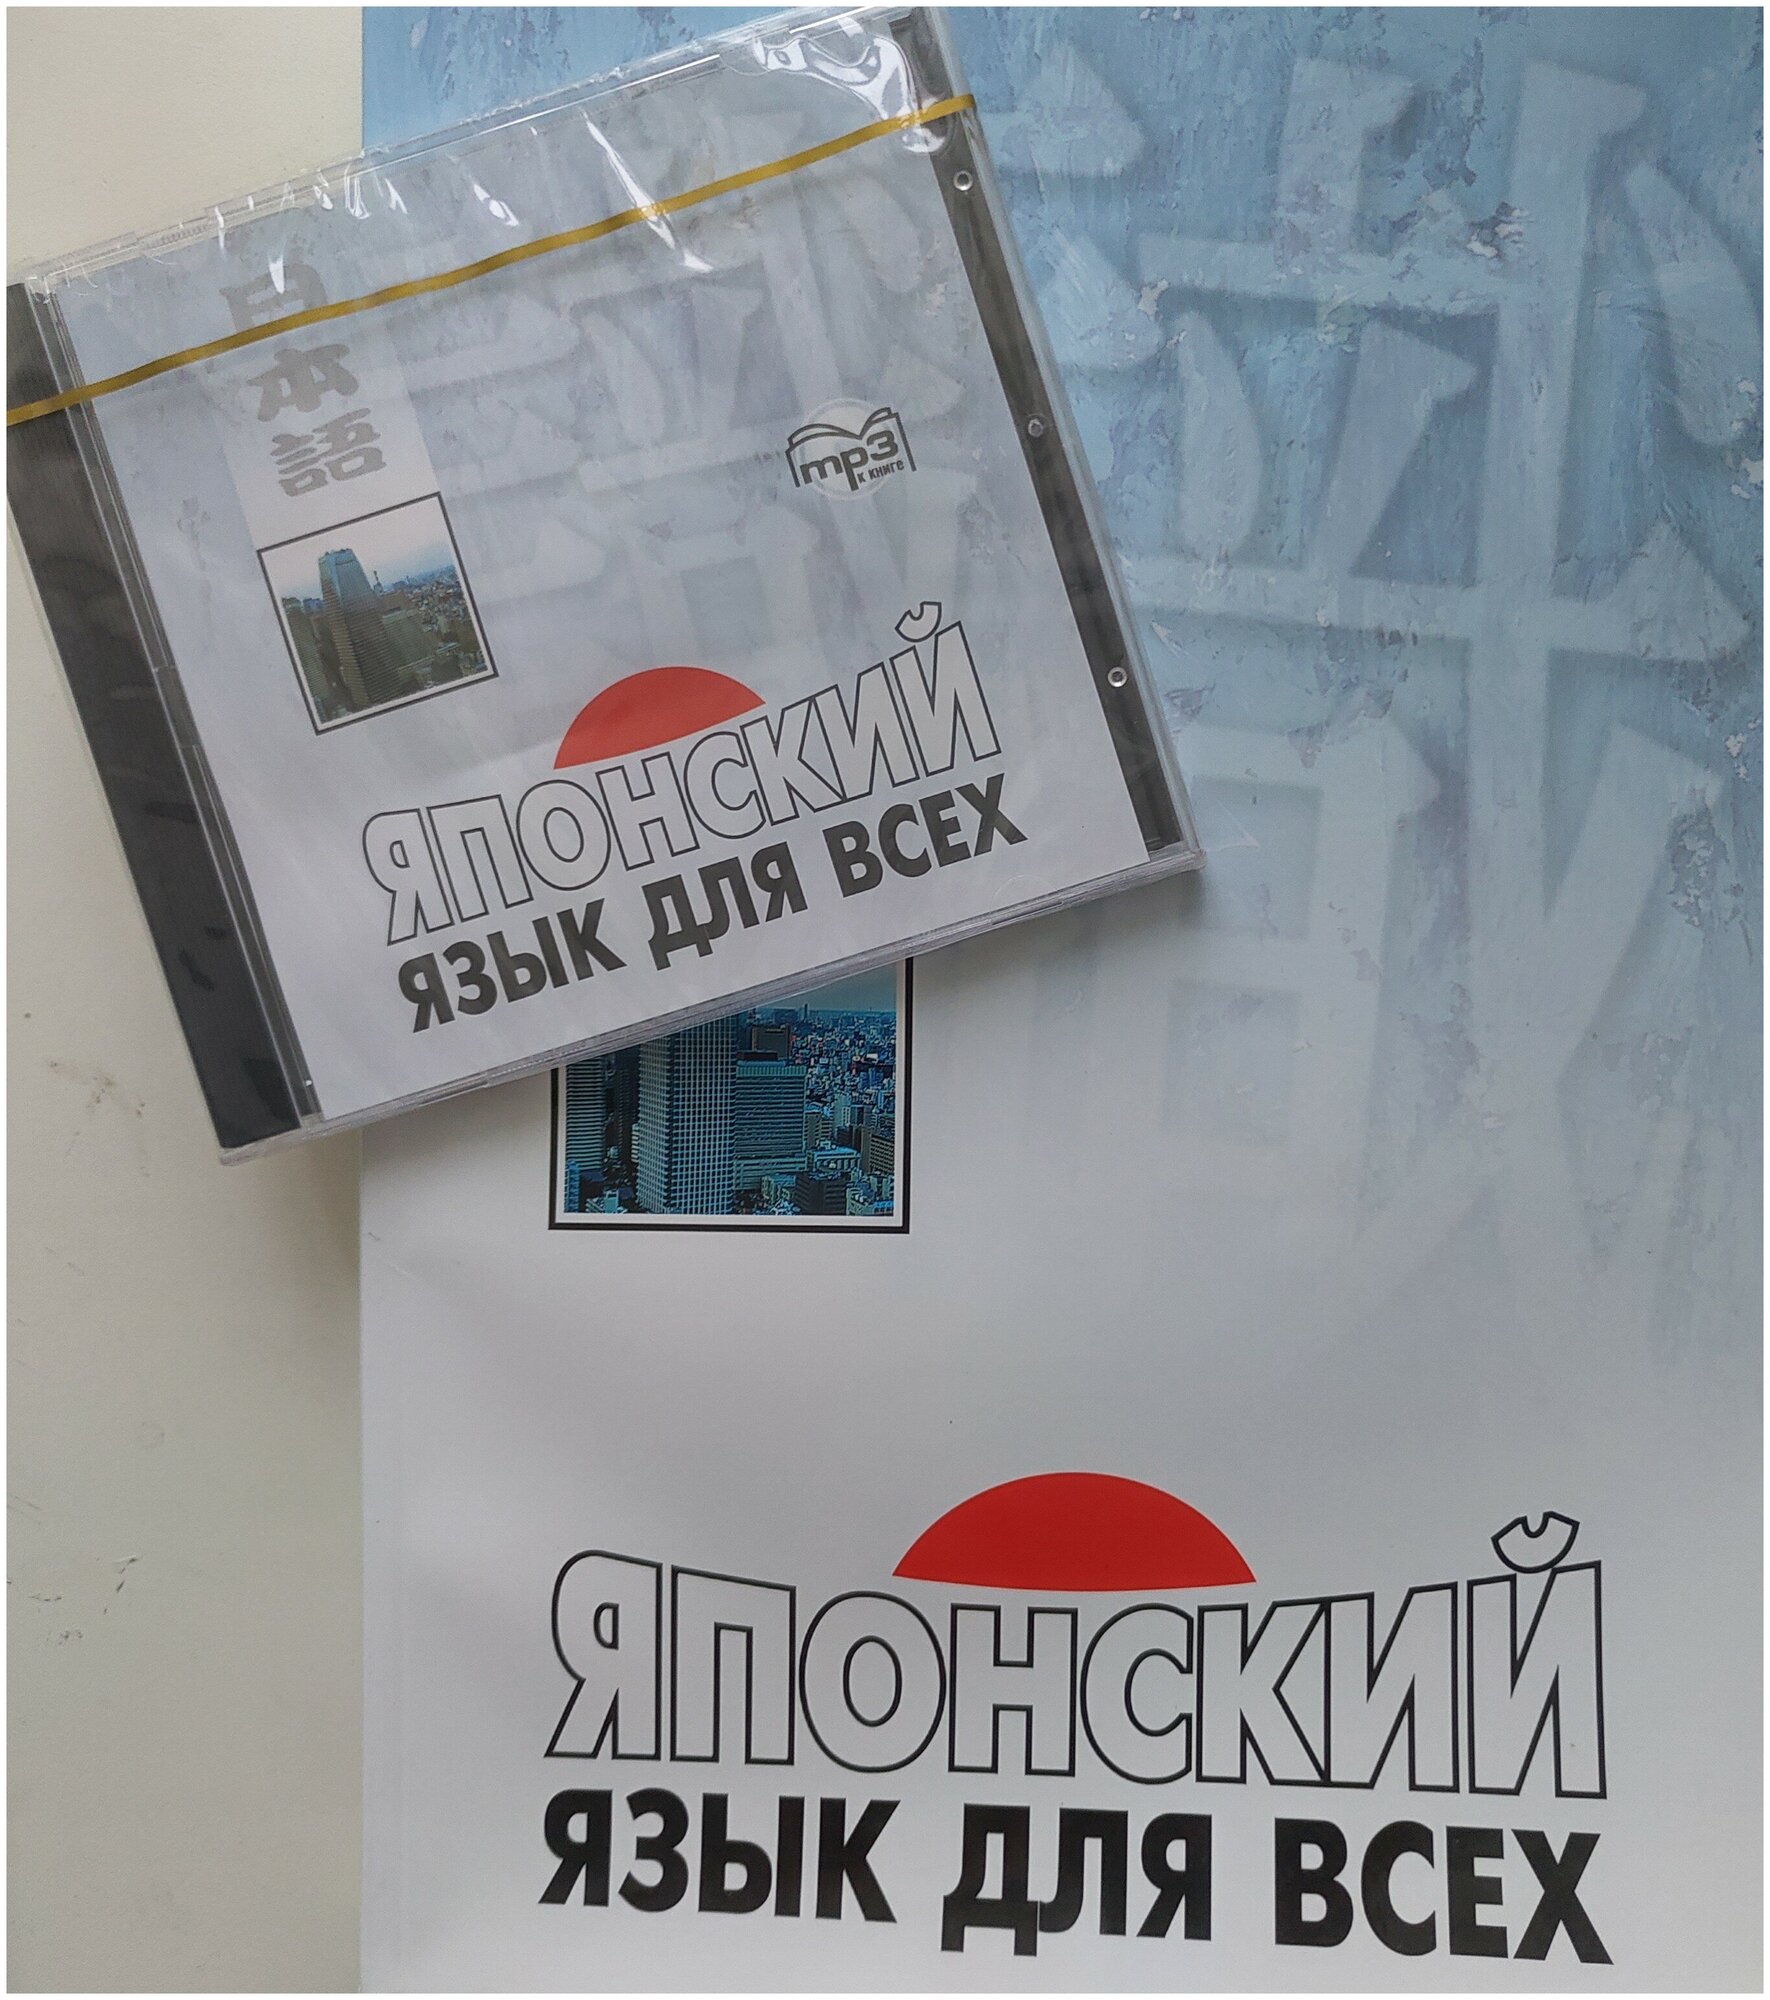 日本語
mp3
к книге
ЯПОНСКИЙ
ЯЗЫК ДЛЯ ВСЕХ
ЯПОНСКИЙ
ЯЗЫК ДЛЯ ВСЕХ